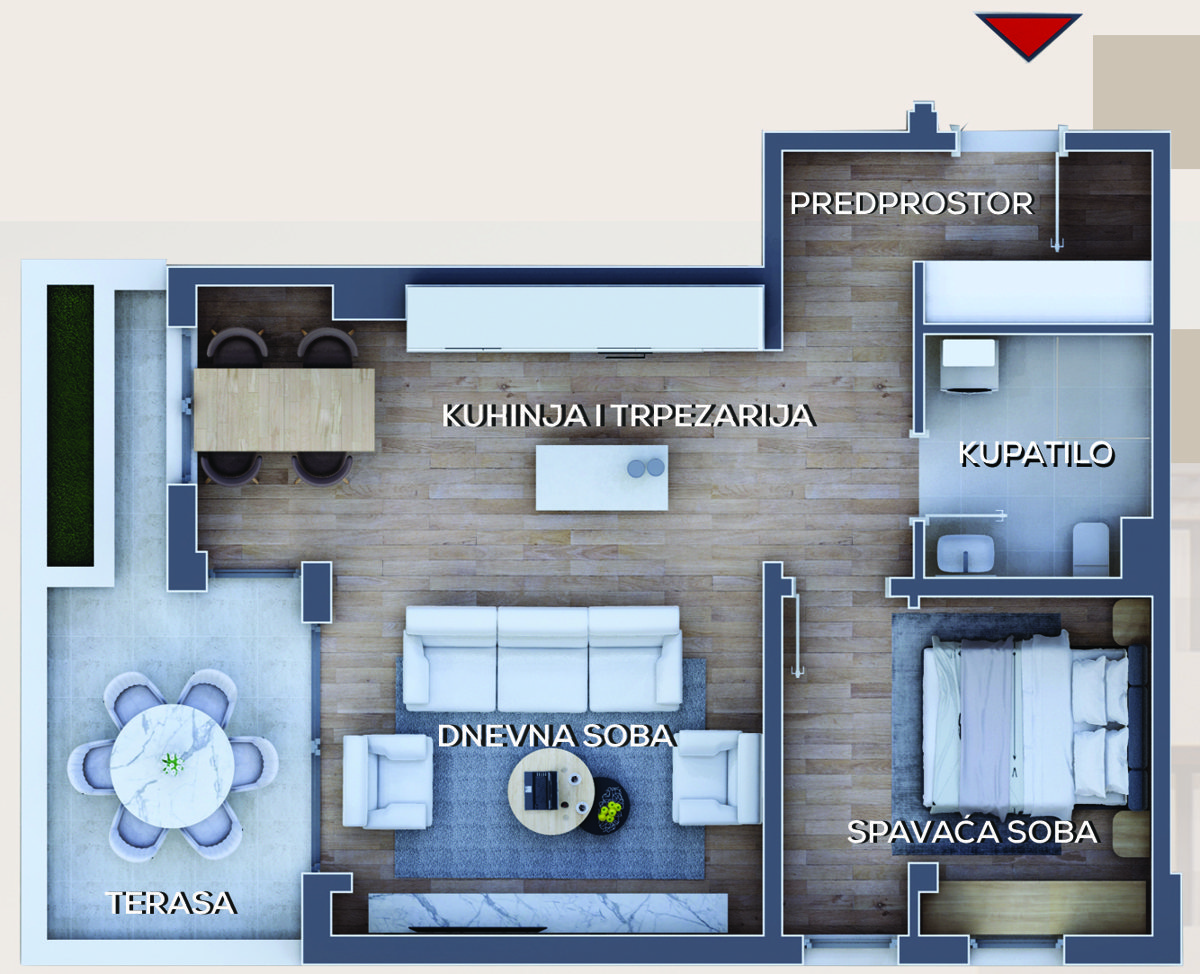 PREDPROSTOR
KUHINJA I TRPEZARIJA
KUPATILO
DNEVNA SOBA
SPAVAĆA SOBA
TERASA